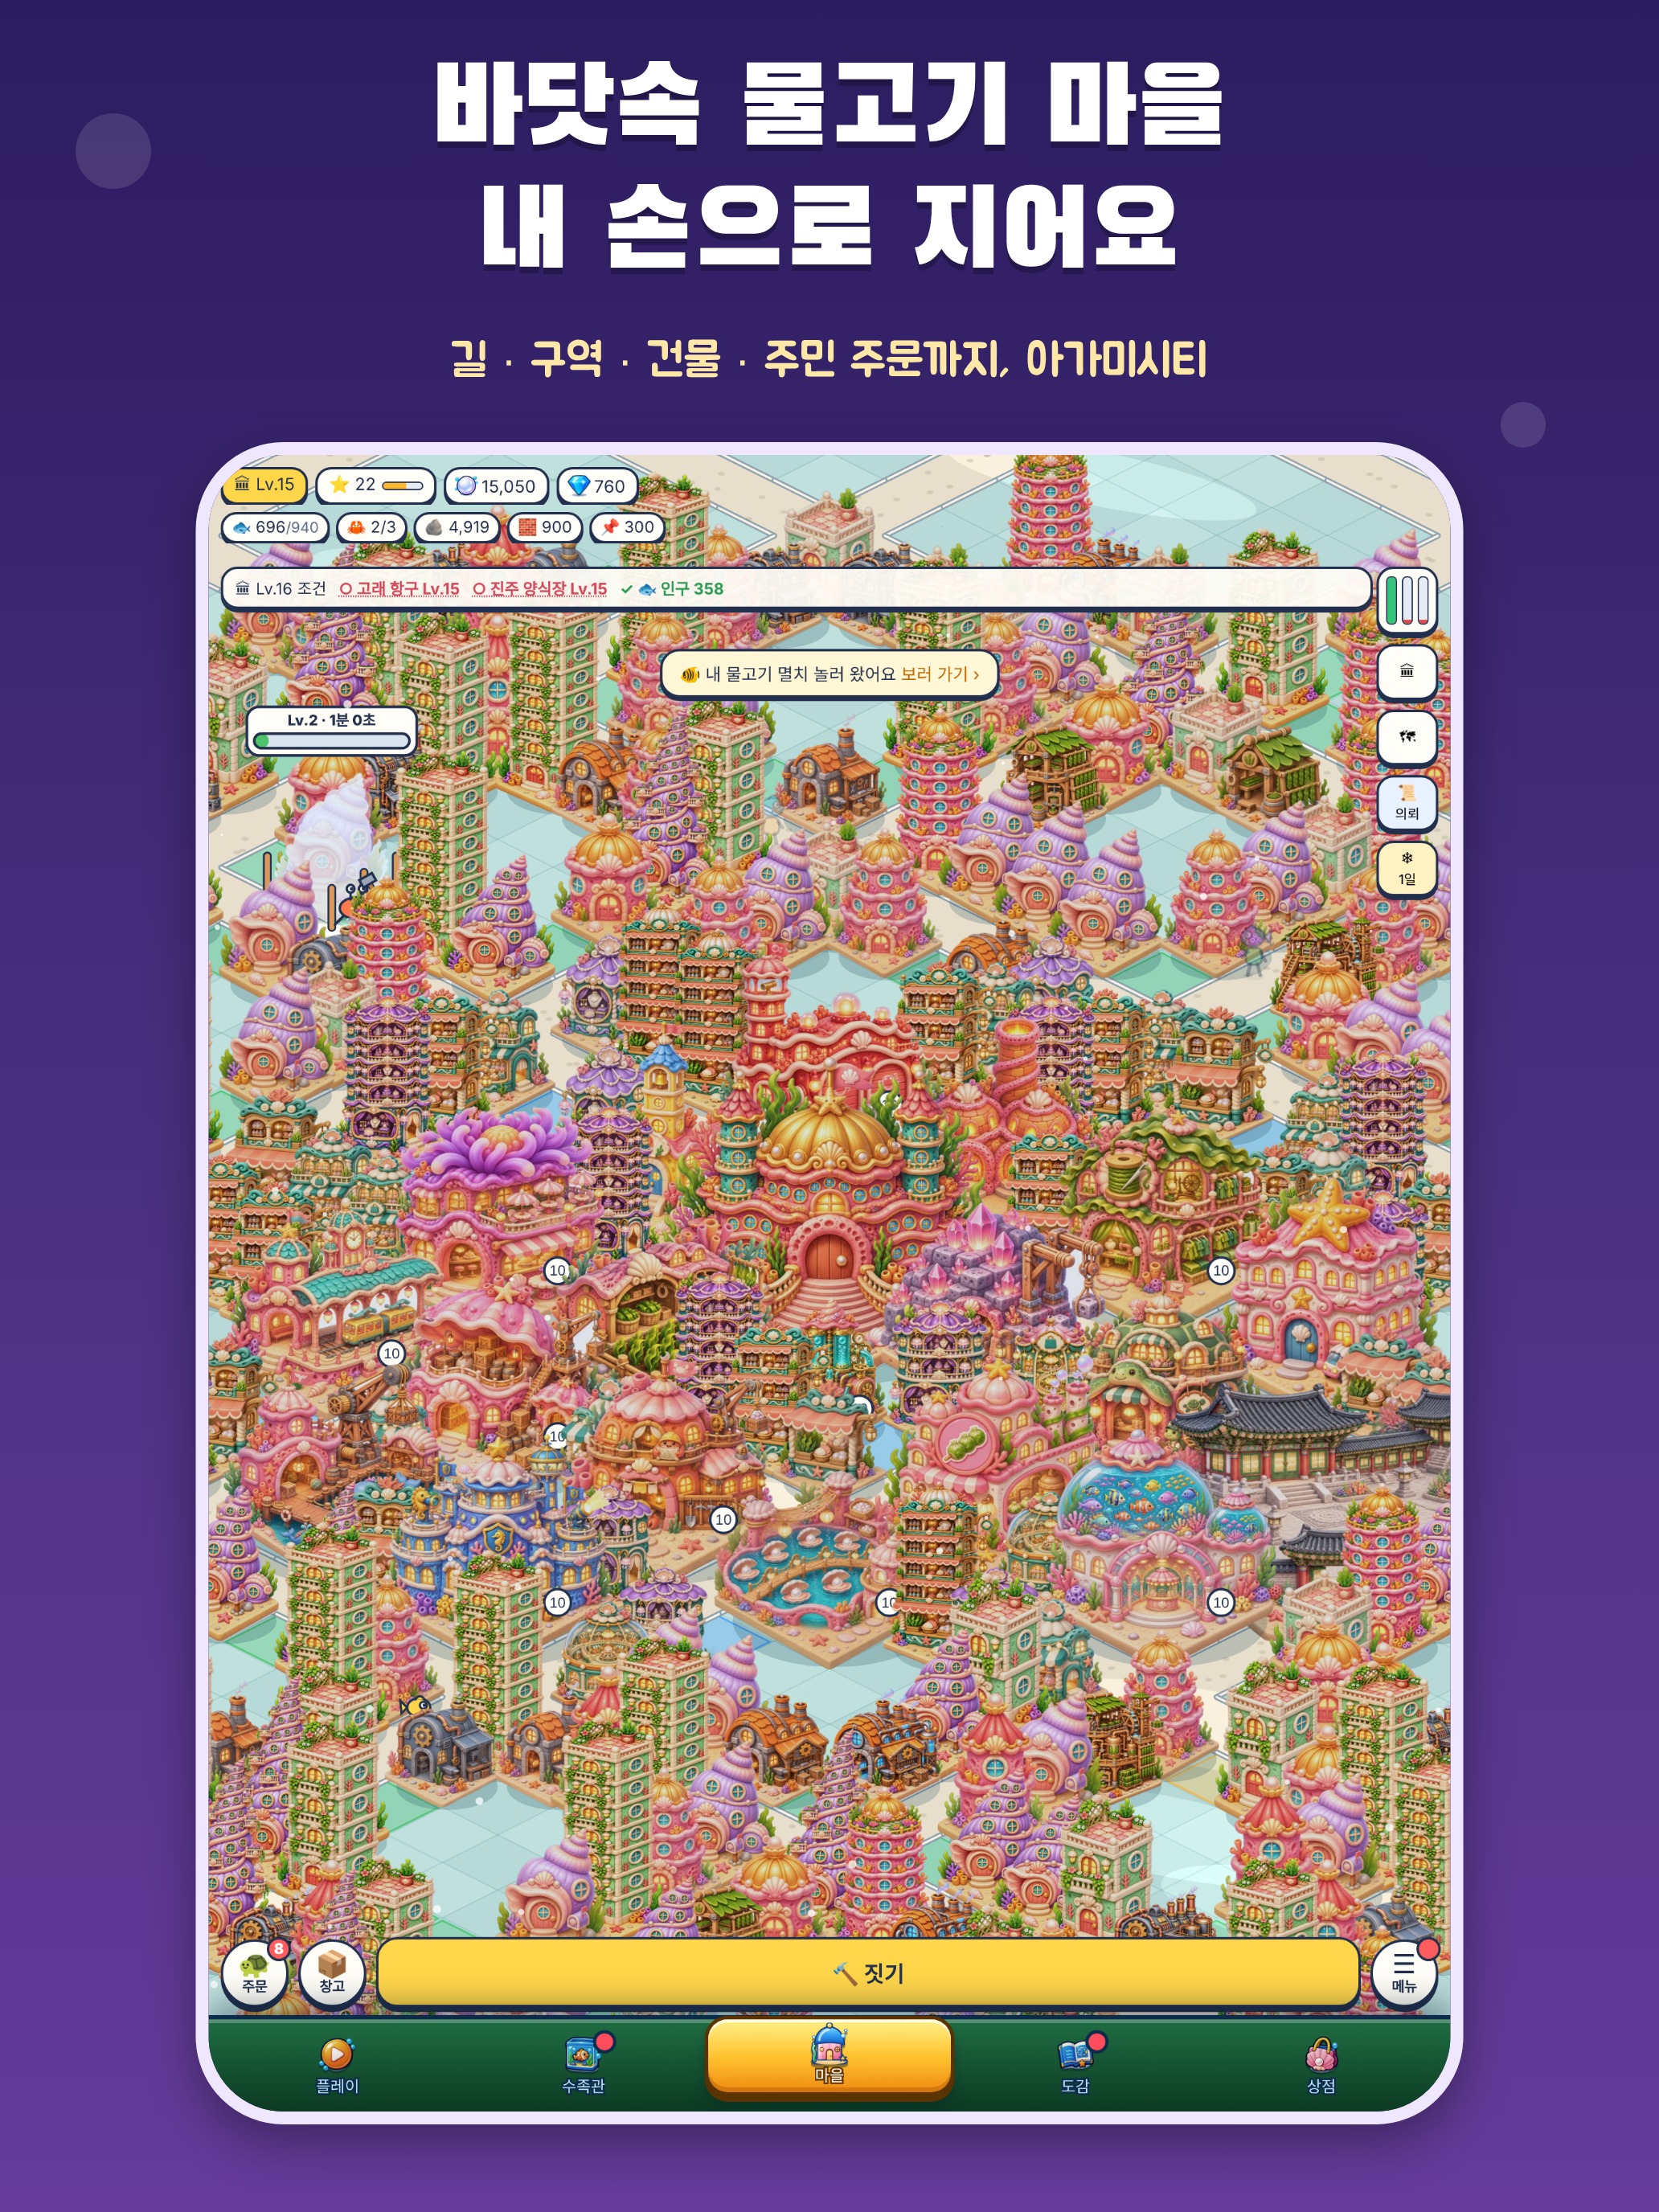 바닷속 물고기 마을
내 손으로 지어요
길 · 구역 · 건물 · 주민 주문까지, 아가미시티
Lv.15 22 15,050 760
696/940 2/3 4,919 900 300
Lv.16 조건 고래 항구 Lv.15 진주 양식장 Lv.15 ✓ 인구 358
내 물고기 멸치 놀러 왔어요 보러 가기 ›
Lv.2 · 1분 0초
의뢰
1일
10
10
10
10
10
10
10
10
8
주문
창고
짓기
메뉴
플레이
수족관
마을
도감
상점